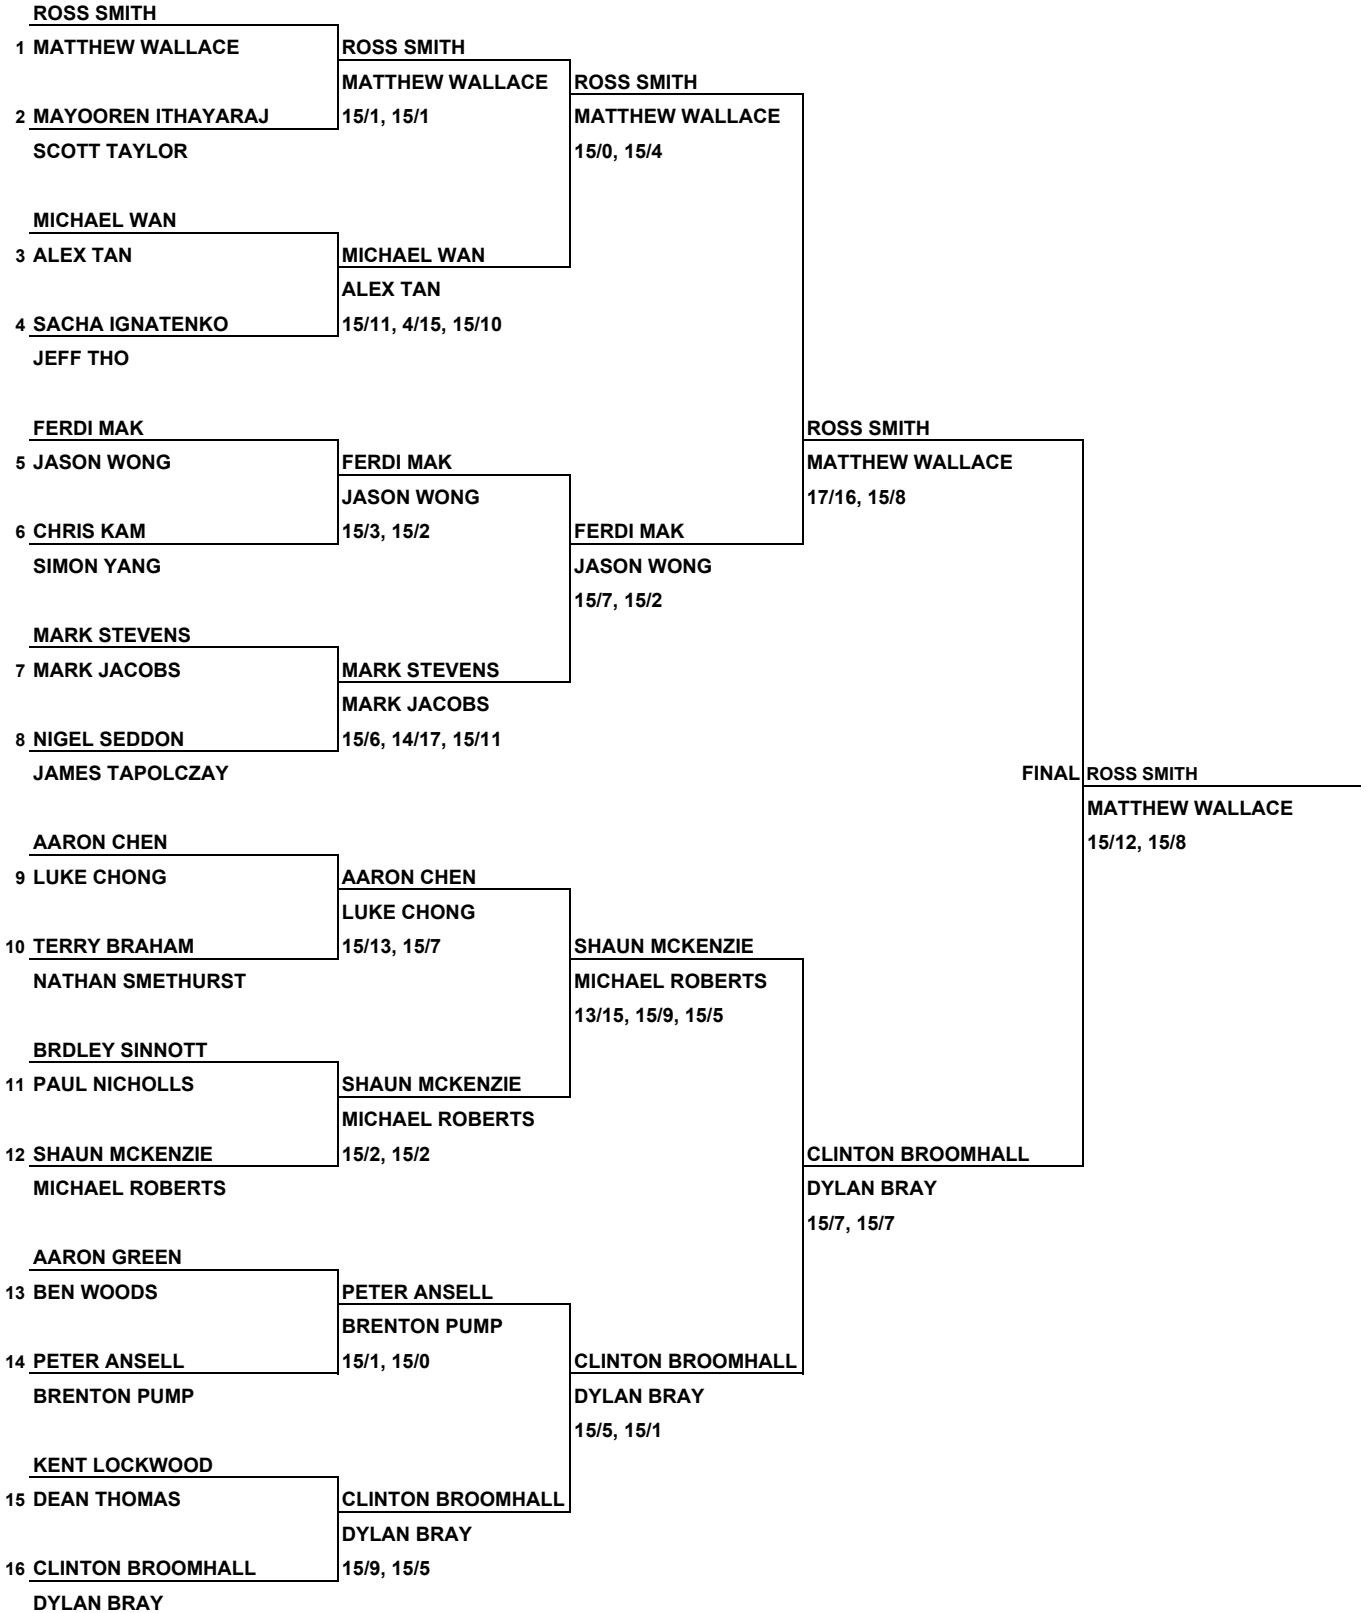 ROSS SMITH
1 MATTHEW WALLACE
ROSS SMITH
MATTHEW WALLACE
ROSS SMITH
2 MAYOOREN ITHAYARAJ
15/1, 15/1
MATTHEW WALLACE
SCOTT TAYLOR
15/0, 15/4
MICHAEL WAN
3 ALEX TAN
MICHAEL WAN
ALEX TAN
4 SACHA IGNATENKO
15/11, 4/15, 15/10
JEFF THO
FERDI MAK
ROSS SMITH
5 JASON WONG
FERDI MAK
MATTHEW WALLACE
JASON WONG
17/16, 15/8
6 CHRIS KAM
15/3, 15/2
FERDI MAK
SIMON YANG
JASON WONG
15/7, 15/2
MARK STEVENS
7 MARK JACOBS
MARK STEVENS
MARK JACOBS
8 NIGEL SEDDON
15/6, 14/17, 15/11
JAMES TAPOLCZAY
FINAL ROSS SMITH
MATTHEW WALLACE
AARON CHEN
15/12, 15/8
9 LUKE CHONG
AARON CHEN
LUKE CHONG
10 TERRY BRAHAM
15/13, 15/7
SHAUN MCKENZIE
NATHAN SMETHURST
MICHAEL ROBERTS
13/15, 15/9, 15/5
BRDLEY SINNOTT
11 PAUL NICHOLLS
SHAUN MCKENZIE
MICHAEL ROBERTS
12 SHAUN MCKENZIE
15/2, 15/2
CLINTON BROOMHALL
MICHAEL ROBERTS
DYLAN BRAY
15/7, 15/7
AARON GREEN
13 BEN WOODS
PETER ANSELL
BRENTON PUMP
14 PETER ANSELL
15/1, 15/0
CLINTON BROOMHALL
BRENTON PUMP
DYLAN BRAY
15/5, 15/1
KENT LOCKWOOD
15 DEAN THOMAS
CLINTON BROOMHALL
DYLAN BRAY
16 CLINTON BROOMHALL
15/9, 15/5
DYLAN BRAY